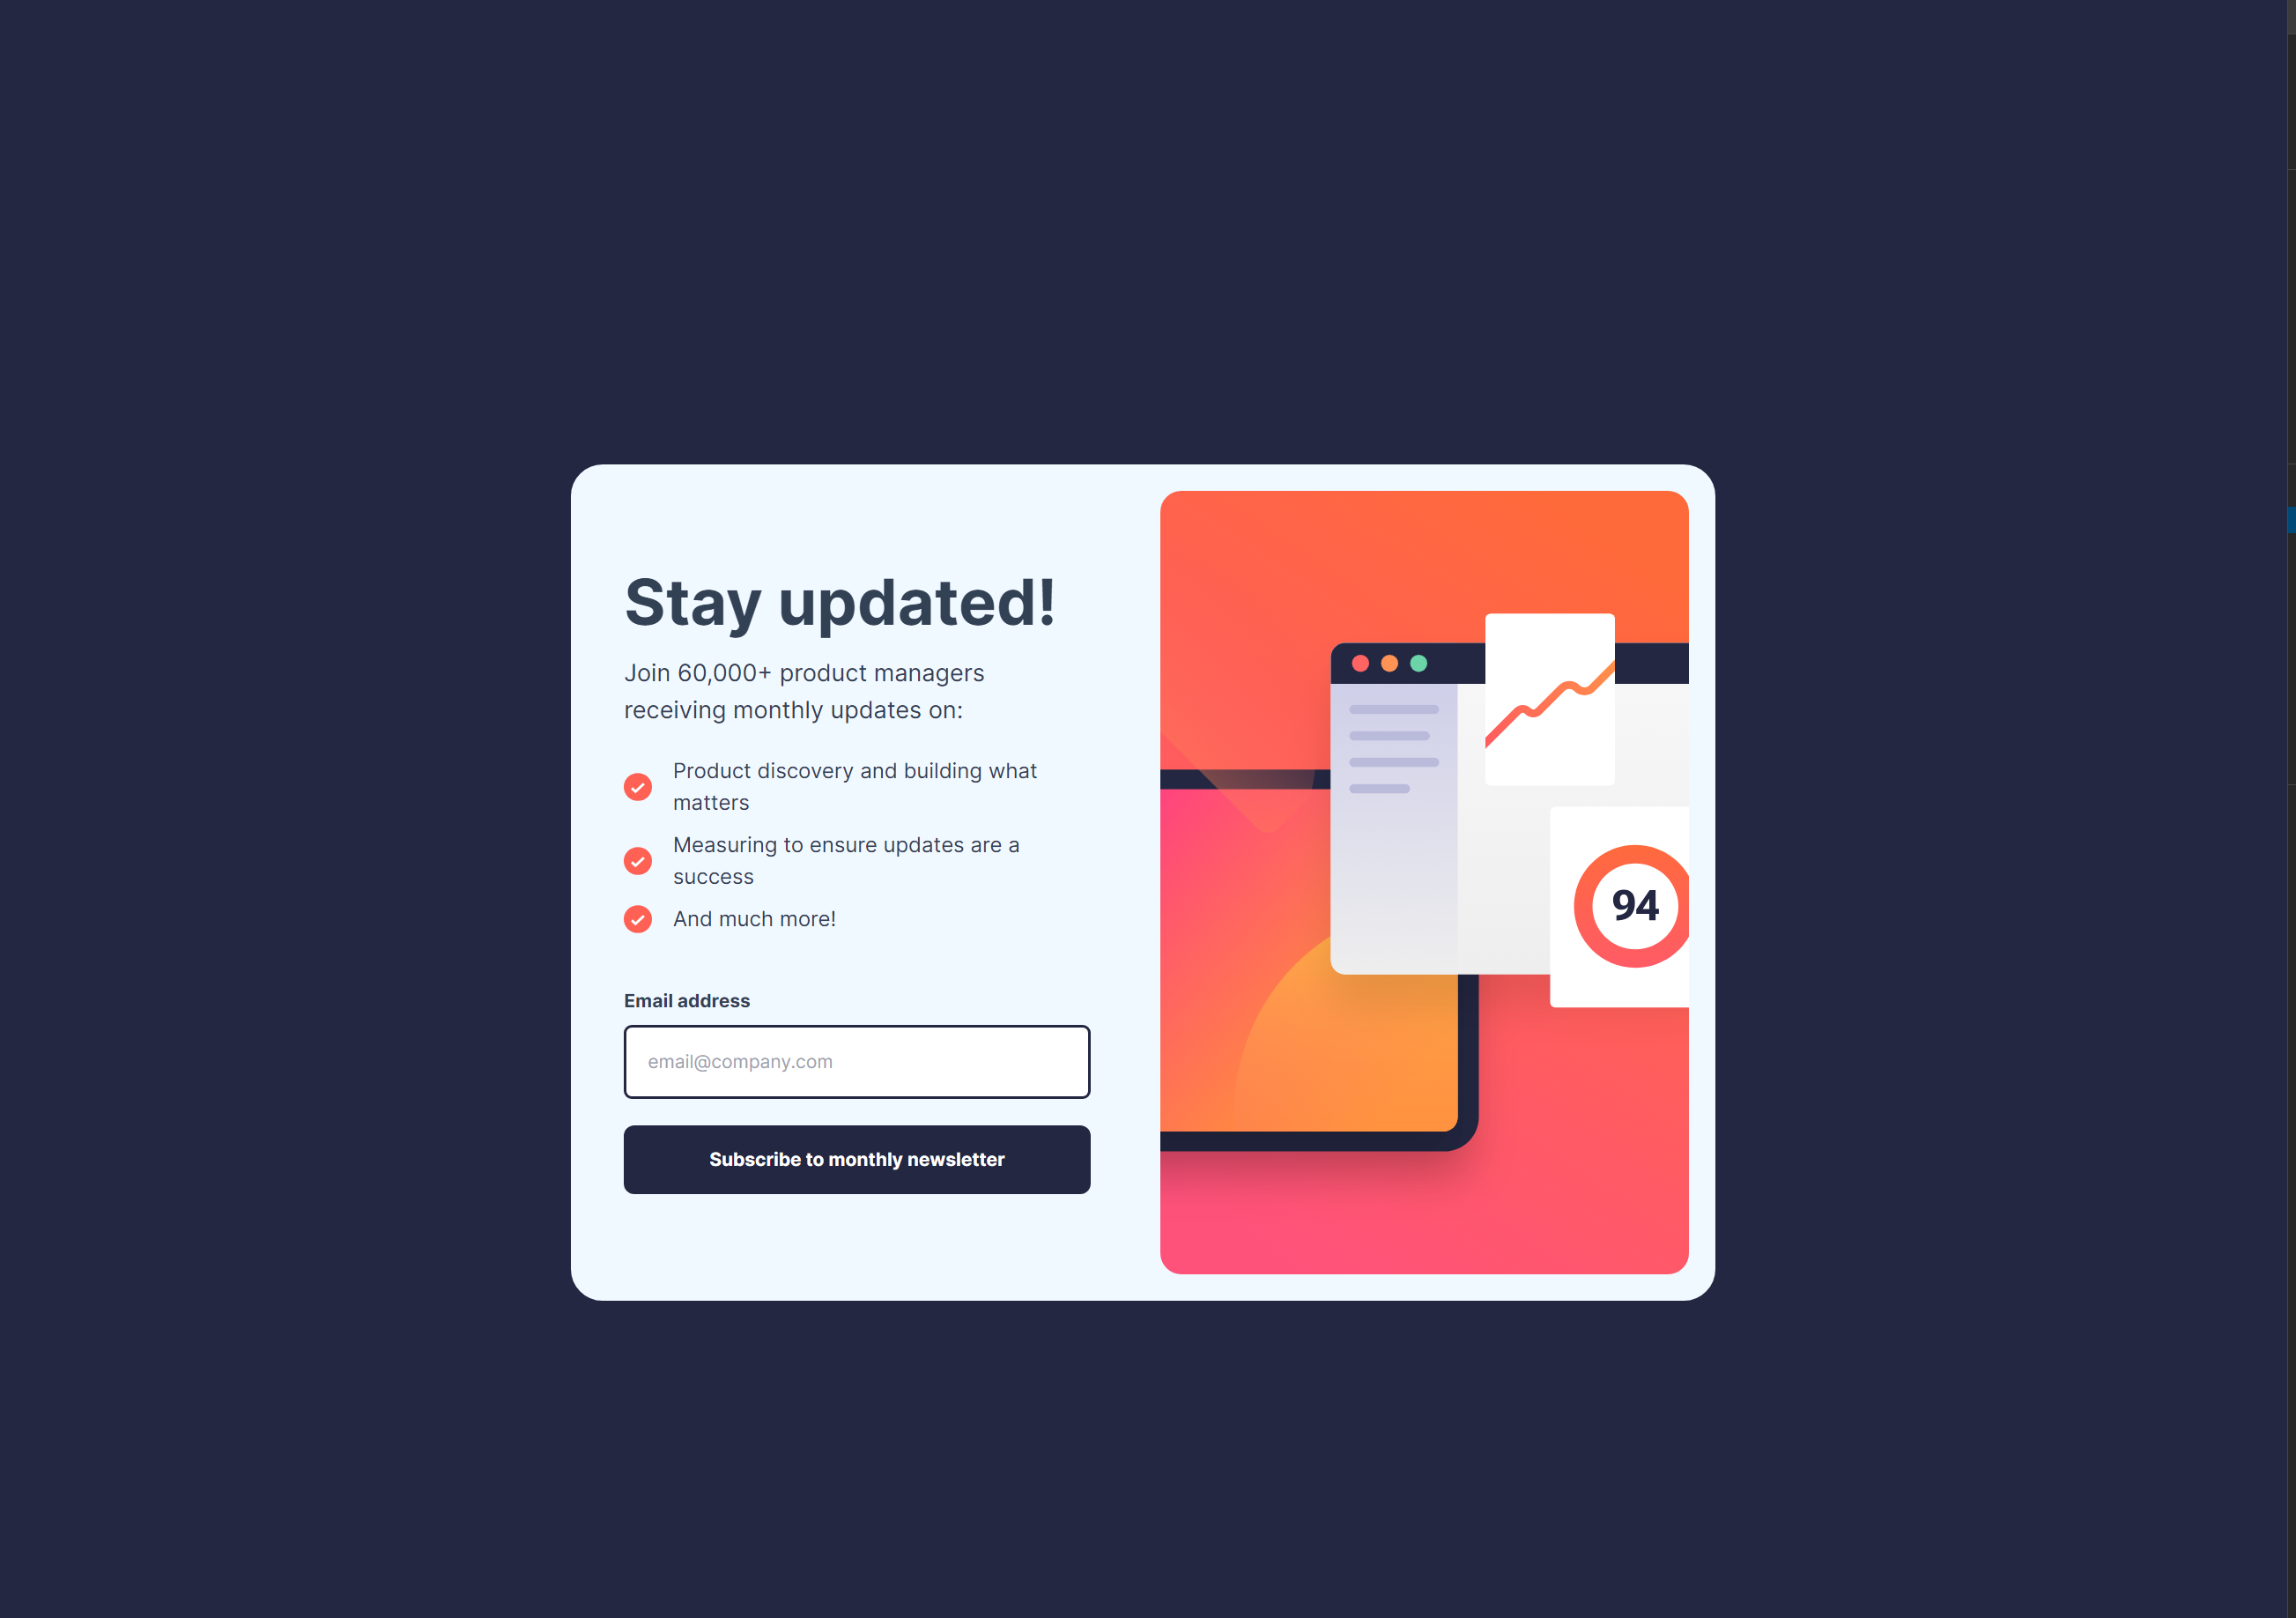 Stay updated!
Join 60,000+ product managers
receiving monthly updates on:
Product discovery and building what
matters
Measuring to ensure updates are a
success
And much more!
Email address
email@company.com
Subscribe to monthly newsletter
94